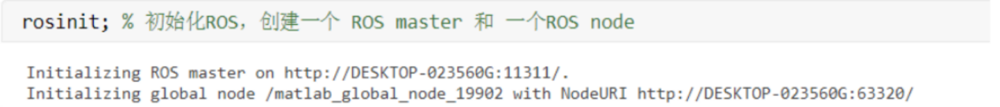 rosinit; % 初始化ROS，创建一个 ROS master 和 一个ROS node
Initializing ROS master on http://DESKTOP-023560G:11311/.
Initializing global node /matlab_global_node_19902 with NodeURI http://DESKTOP-023560G:63320/